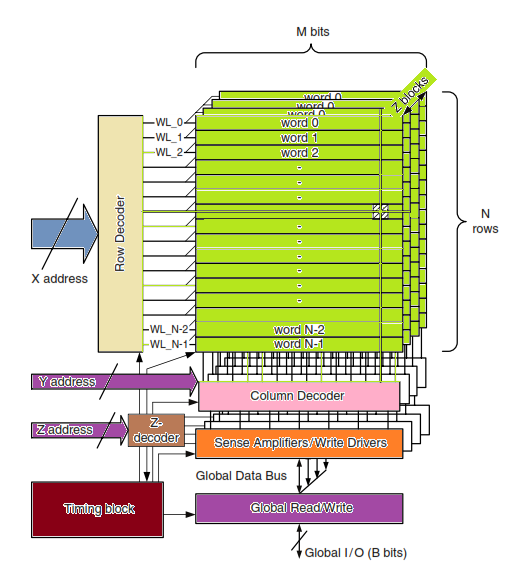 M bits
Z blocks
word 0
word 0
word 0
WL_0
word 0
WL_1
word 1
WL_2
word 2
-
-
-
N
rows
Row Decoder
X address
-
-
-
-
-
-
WL_N-2
word N-2
WL_N-1
word N-1
Y address
Column Decoder
Z address
Z-
decoder
Sense Amplifiers/Write Drivers
Global Data Bus
Timing block
Global Read/Write
Global I/O (B bits)